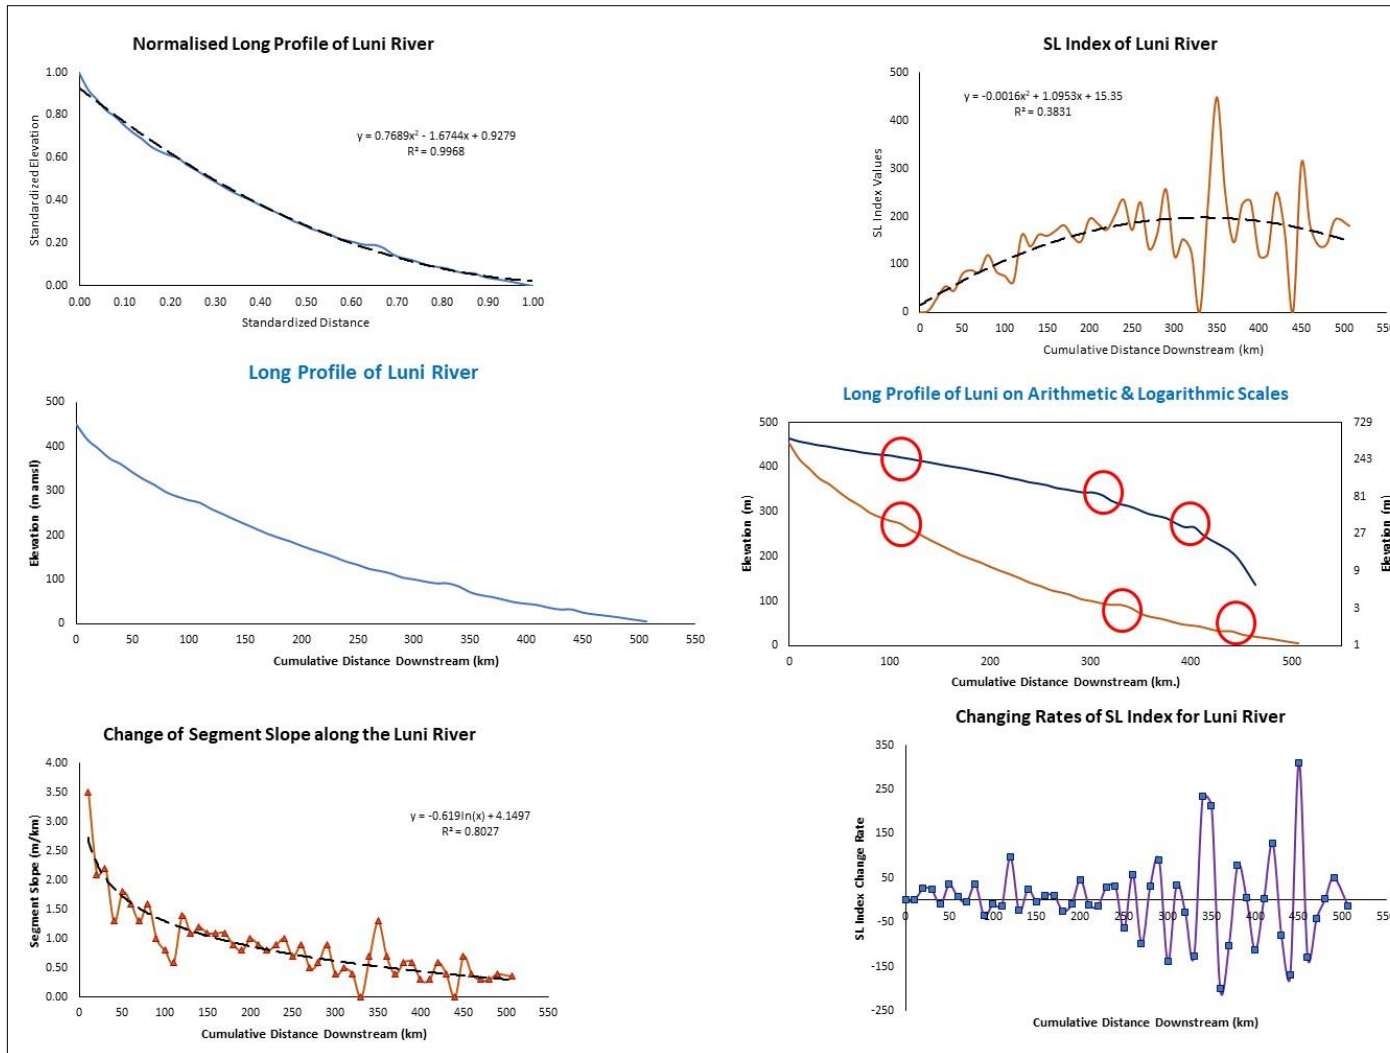 Normalised Long Profile of Luni River
1.00
0.80
0.60
0.40
0.20
0.00
Standardized Elevation
y = 0.7689x² - 1.6744x + 0.9279
R² = 0.9968
0.00 0.10 0.20 0.30 0.40 0.50 0.60 0.70 0.80 0.90 1.00
Standardized Distance
SL Index of Luni River
500
400
300
200
100
0
SL Index Values
y = -0.0016x² + 1.0953x + 15.35
R² = 0.3831
0 50 100 150 200 250 300 350 400 450 500 550
Cumulative Distance Downstream (km)
Long Profile of Luni River
500
400
300
200
100
0
Elevation (m amsl)
0 50 100 150 200 250 300 350 400 450 500 550
Cumulative Distance Downstream (km)
Long Profile of Luni on Arithmetic & Logarithmic Scales
500
400
300
200
100
0
Elevation (m)
729
243
81
27
9
3
1
Elevation (m)
0 100 200 300 400 500
Cumulative Distance Downstream (km.)
Change of Segment Slope along the Luni River
4.00
3.50
3.00
2.50
2.00
1.50
1.00
0.50
0.00
Segment Slope (m/km)
y = -0.619ln(x) + 4.1497
R² = 0.8027
0 50 100 150 200 250 300 350 400 450 500 550
Cumulative Distance Downstream (km)
Changing Rates of SL Index for Luni River
350
250
150
50
-50
-150
-250
SL Index Change Rate
0 50 100 150 200 250 300 350 400 450 500 550
Cumulative Distance Downstream (km)